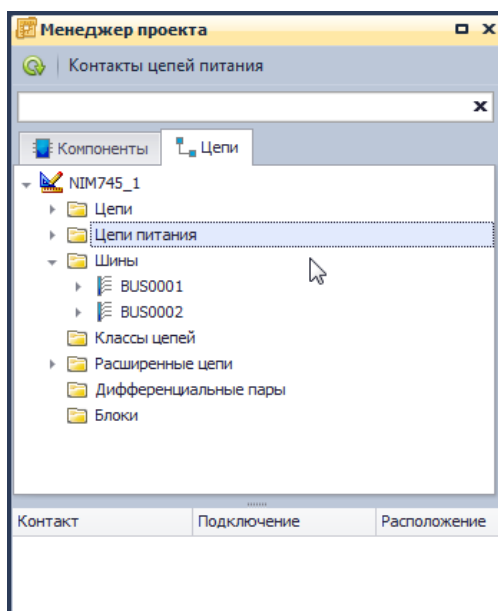 Менеджер проекта
Контакты цепей питания
Компоненты Цепи
NIM745_1
Цепи
Цепи питания
Шины
BUS0001
BUS0002
Классы цепей
Расширенные цепи
Дифференциальные пары
Блоки
Контакт Подключение Расположение